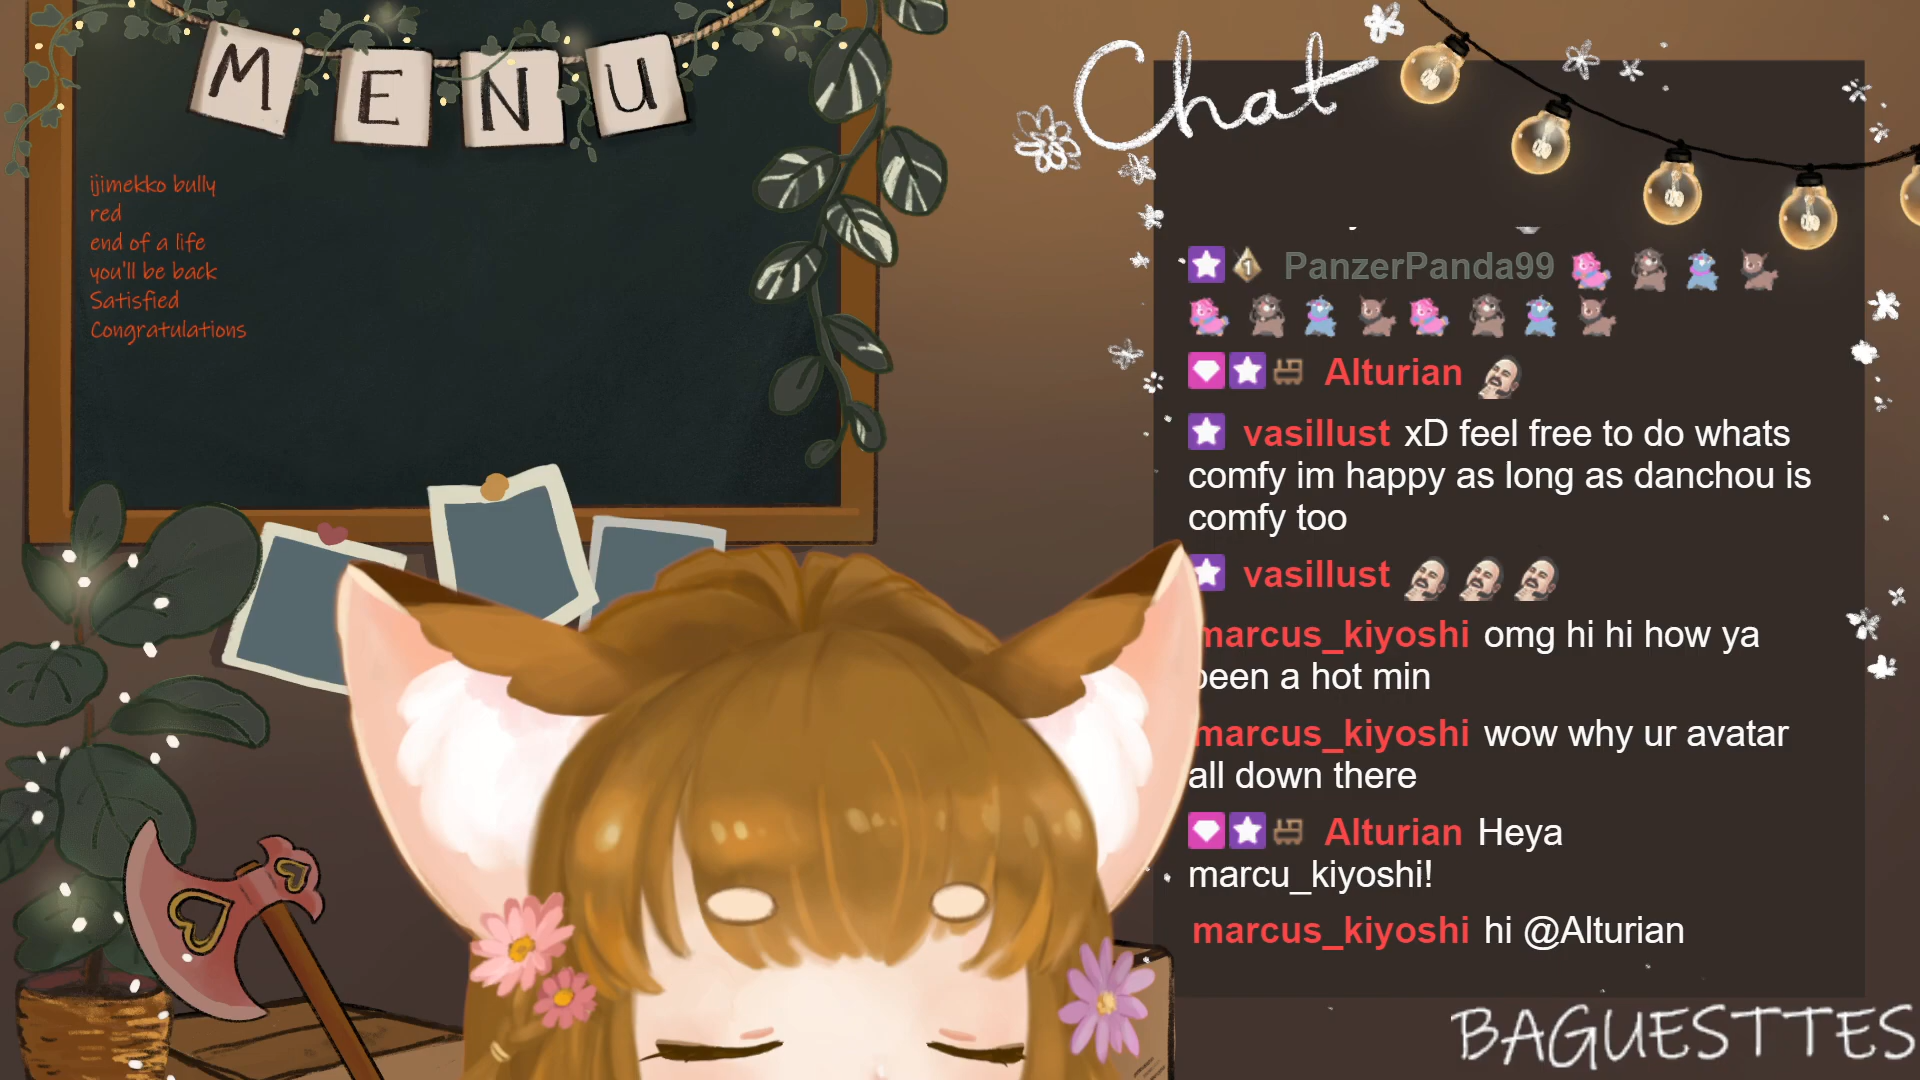 MENU
ijimekko bully
red
end of a life
you'll be back
Satisfied
Congratulations
Chat
PanzerPanda99
Alturian
vasillust xD feel free to do whats
comfy im happy as long as danchou is
comfy too
vasillust
marcus_kiyoshi omg hi hi how ya
been a hot min
marcus_kiyoshi wow why ur avatar
all down there
Alturian Heya
marcu_kiyoshi!
marcus_kiyoshi hi @Alturian
BAGUESTTES